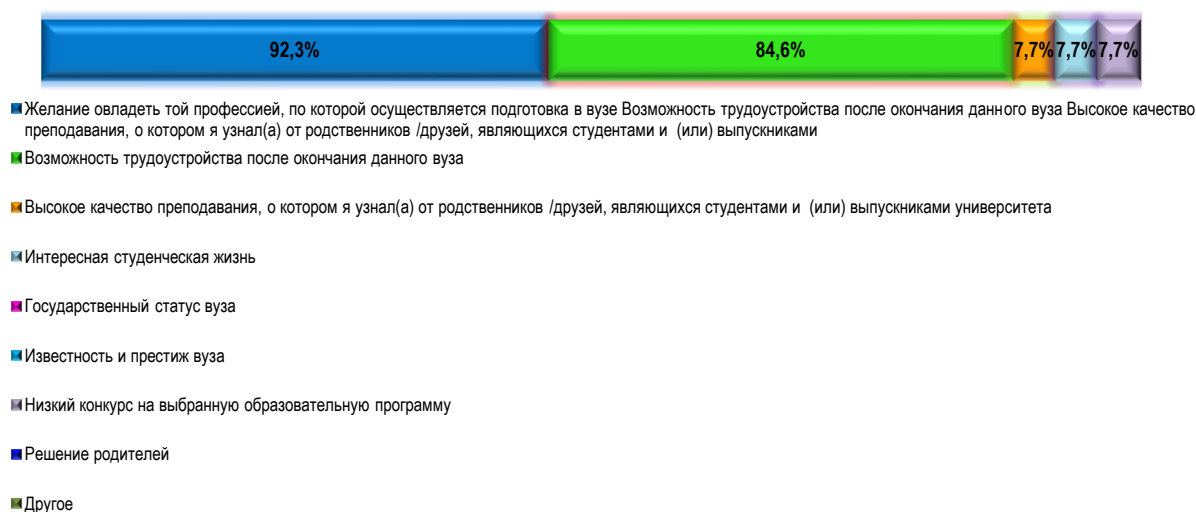 92,3% 84,6% 7,7% 7,7% 7,7%
Желание овладеть той профессией, по которой осуществляется подготовка в вузе Возможность трудоустройства после окончания данного вуза Высокое качество
преподавания, о котором я узнал(а) от родственников /друзей, являющихся студентами и (или) выпускниками
Возможность трудоустройства после окончания данного вуза
Высокое качество преподавания, о котором я узнал(а) от родственников /друзей, являющихся студентами и (или) выпускниками университета
Интересная студенческая жизнь
Государственный статус вуза
Известность и престиж вуза
Низкий конкурс на выбранную образовательную программу
Решение родителей
Другое